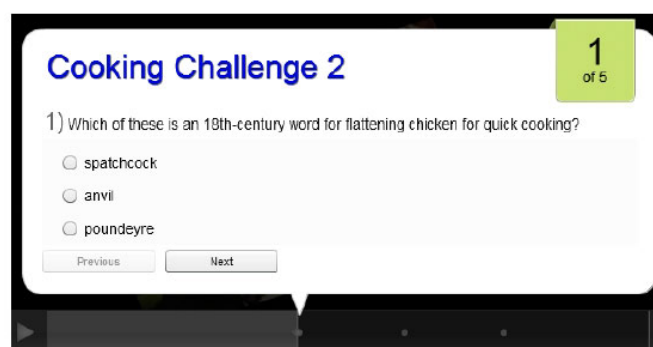 Cooking Challenge 2
1
of 5
1) Which of these is an 18th-century word for flattening chicken for quick cooking?
spatchcock
anvil
poundeyre
Previous
Next